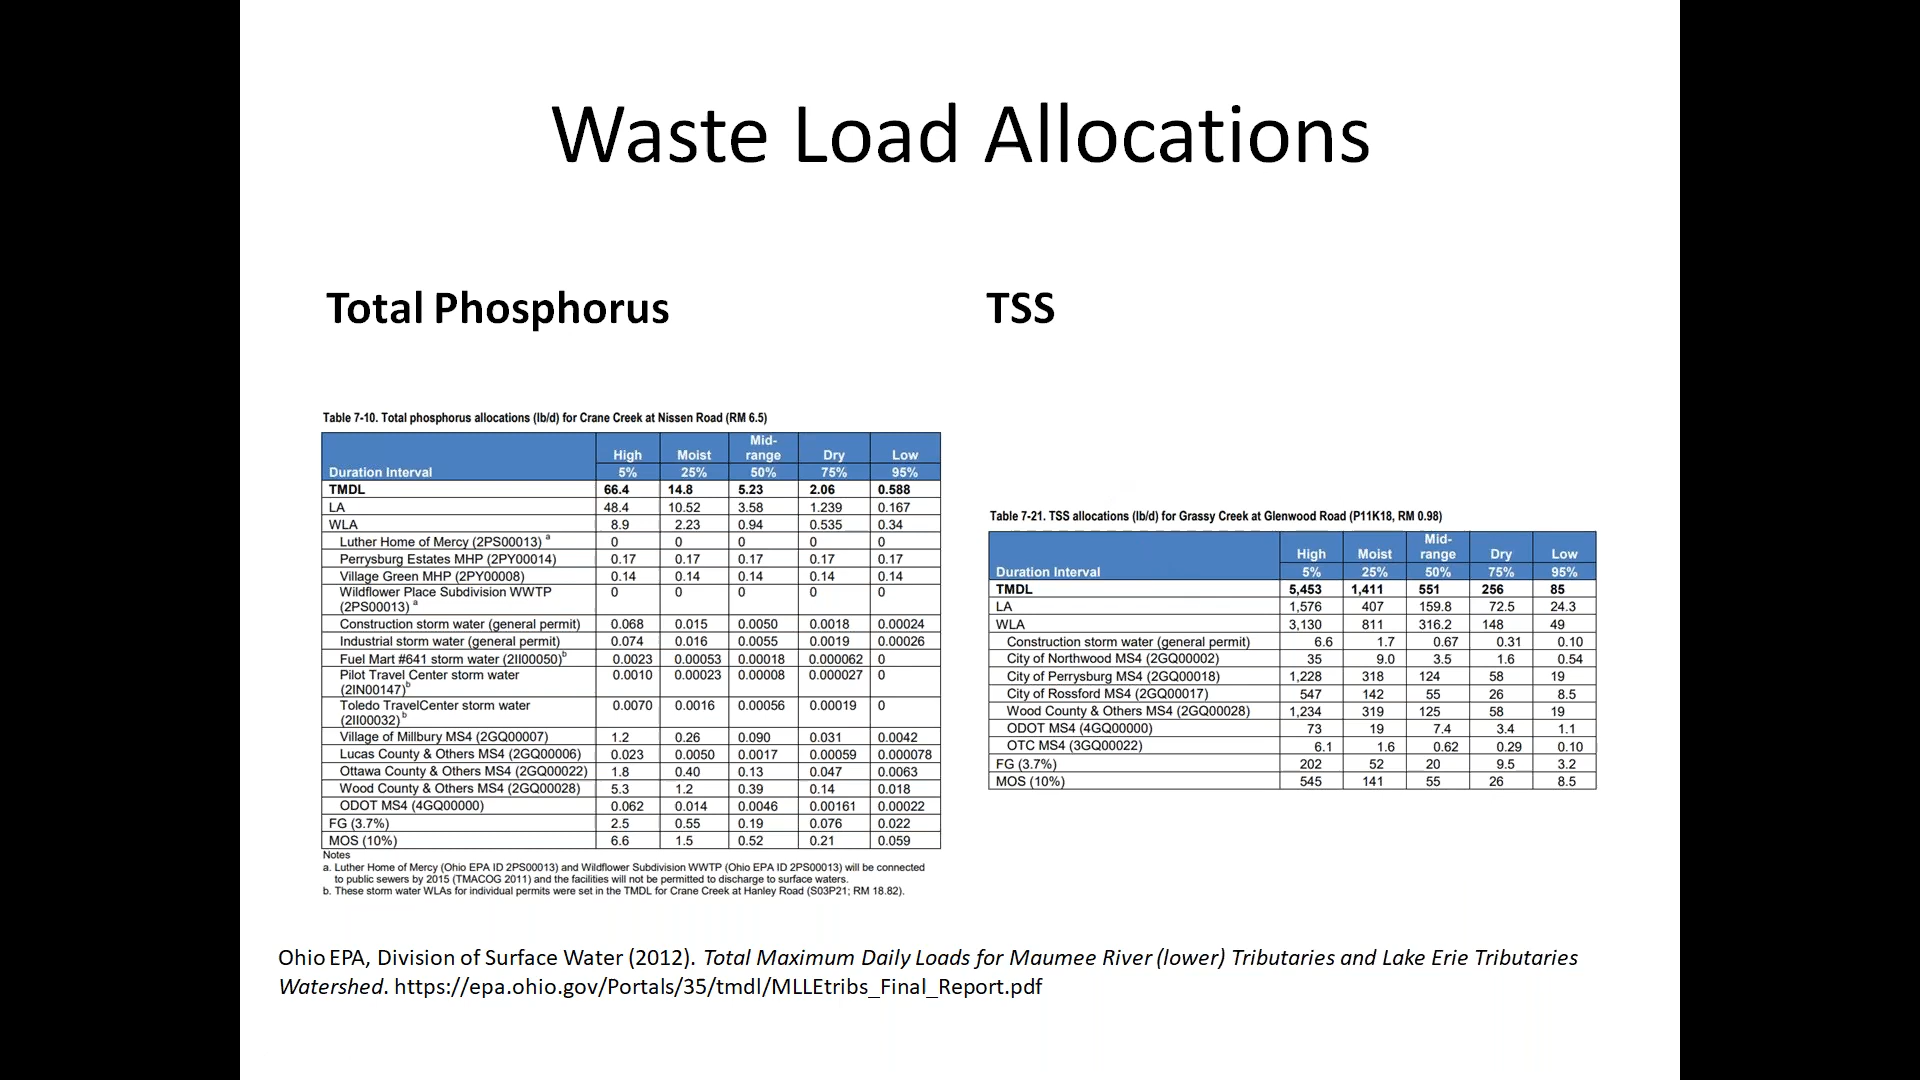 Waste Load Allocations
Total Phosphorus
Table 7-10. Total phosphorus allocations (lb/d) for Crane Creek at Nissen Road (RM 6.5)
Duration Interval High Moist Mid-range Dry Low
5% 25% 50% 75% 95%
TMDL 66.4 14.8 5.23 2.06 0.588
LA 48.4 10.52 3.58 1.239 0.167
WLA 8.9 2.23 0.94 0.535 0.34
Luther Home of Mercy (2PS00013) a 0 0 0 0 0
Perrysburg Estates MHP (2PY00014) 0.17 0.17 0.17 0.17 0.17
Village Green MHP (2PY00008) 0.14 0.14 0.14 0.14 0.14
Wildflower Place Subdivision WWTP
(2PS00013) a 0 0 0 0 0
Construction storm water (general permit) 0.068 0.015 0.0050 0.0018 0.00024
Industrial storm water (general permit) 0.074 0.016 0.0055 0.0019 0.00026
Fuel Mart #641 storm water (2II00050)b 0.0023 0.00053 0.00018 0.000062 0
Pilot Travel Center storm water
(2IN00147)b 0.0010 0.00023 0.00008 0.000027 0
Toledo TravelCenter storm water
(2II00032) b 0.0070 0.0016 0.00056 0.00019 0
Village of Millbury MS4 (2GQ00007) 1.2 0.26 0.090 0.031 0.0042
Lucas County & Others MS4 (2GQ00006) 0.023 0.0050 0.0017 0.00059 0.000078
Ottawa County & Others MS4 (2GQ00022) 1.8 0.40 0.13 0.047 0.0063
Wood County & Others MS4 (2GQ00028) 5.3 1.2 0.39 0.14 0.018
ODOT MS4 (4GQ00000) 0.062 0.014 0.0046 0.00161 0.00022
FG (3.7%) 2.5 0.55 0.19 0.076 0.022
MOS (10%) 6.6 1.5 0.52 0.21 0.059
Notes
a. Luther Home of Mercy (Ohio EPA ID 2PS00013) and Wildflower Subdivision WWTP (Ohio EPA ID 2PS00013) will be connected
to public sewers by 2015 (TMACOG 2011) and the facilities will not be permitted to discharge to surface waters.
b. These storm water WLAs for individual permits were set in the TMDL for Crane Creek at Hanley Road (S03P21; RM 18.82).
TSS
Table 7-21. TSS allocations (lb/d) for Grassy Creek at Glenwood Road (P11K18, RM 0.98)
Duration Interval High Moist Mid-range Dry Low
5% 25% 50% 75% 95%
TMDL 5,453 1,411 551 256 85
LA 1,576 407 159.8 72.5 24.3
WLA 3,130 811 316.2 148 49
Construction storm water (general permit) 6.6 1.7 0.67 0.31 0.10
City of Northwood MS4 (2GQ00002) 35 9.0 3.5 1.6 0.54
City of Perrysburg MS4 (2GQ00018) 1,228 318 124 58 19
City of Rossford MS4 (2GQ00017) 547 142 55 26 8.5
Wood County & Others MS4 (2GQ00028) 1,234 319 125 58 19
ODOT MS4 (4GQ00000) 73 19 7.4 3.4 1.1
OTC MS4 (3GQ00022) 6.1 1.6 0.62 0.29 0.10
FG (3.7%) 202 52 20 9.5 3.2
MOS (10%) 545 141 55 26 8.5
Ohio EPA, Division of Surface Water (2012). Total Maximum Daily Loads for Maumee River (lower) Tributaries and Lake Erie Tributaries
Watershed. https://epa.ohio.gov/Portals/35/tmdl/MLLEtribs_Final_Report.pdf